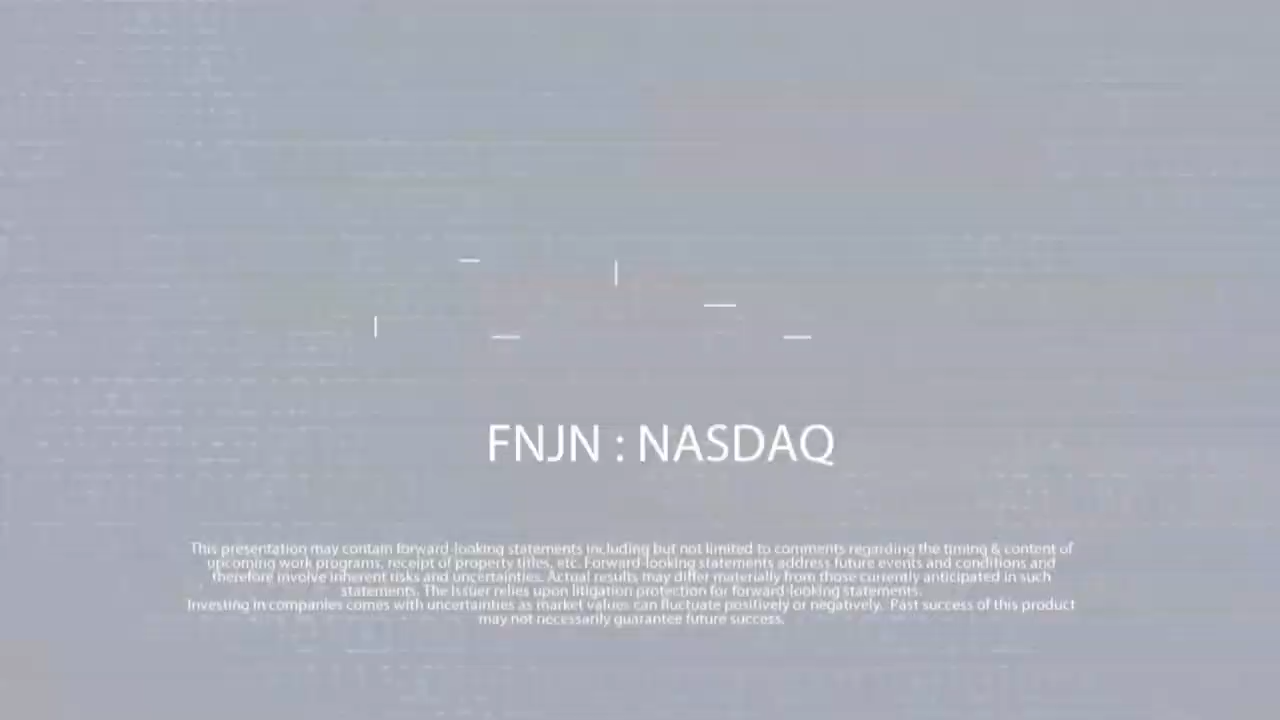 FNJN : NASDAQ
This presentation may contain forward-looking statements including but not limited to comments regarding the timing & content of
upcoming work programs, receipt of property titles, etc. Forward-looking statements address future events and conditions and
therefore involve inherent risks and uncertainties. Actual results may differ materially from those currently anticipated in such
statements. The Issuer relies upon litigation protection for forward-looking statements.
Investing in companies comes with uncertainties as market values can fluctuate positively or negatively. Past success of this product
may not necessarily guarantee future success.